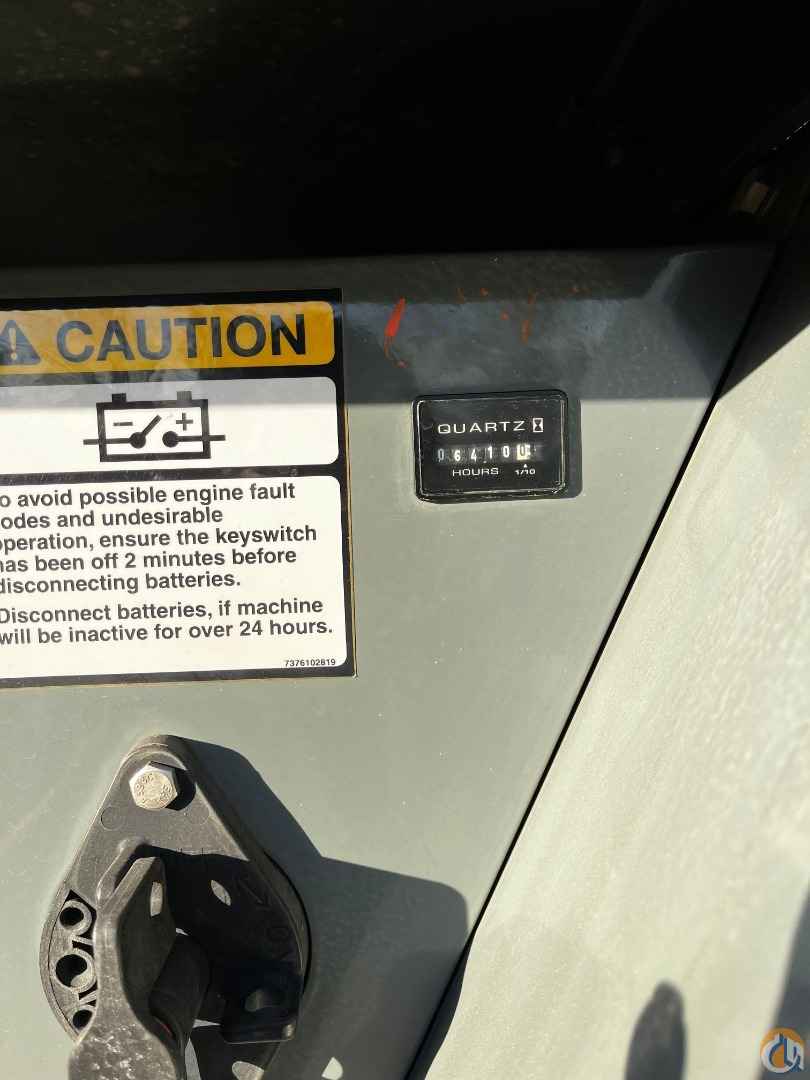 CAUTION
- +
o avoid possible engine fault
odes and undesirable
operation, ensure the keyswitch
has been off 2 minutes before
disconnecting batteries.
Disconnect batteries, if machine
will be inactive for over 24 hours.
7376102819
QUARTZ
064100
HOURS 1/10